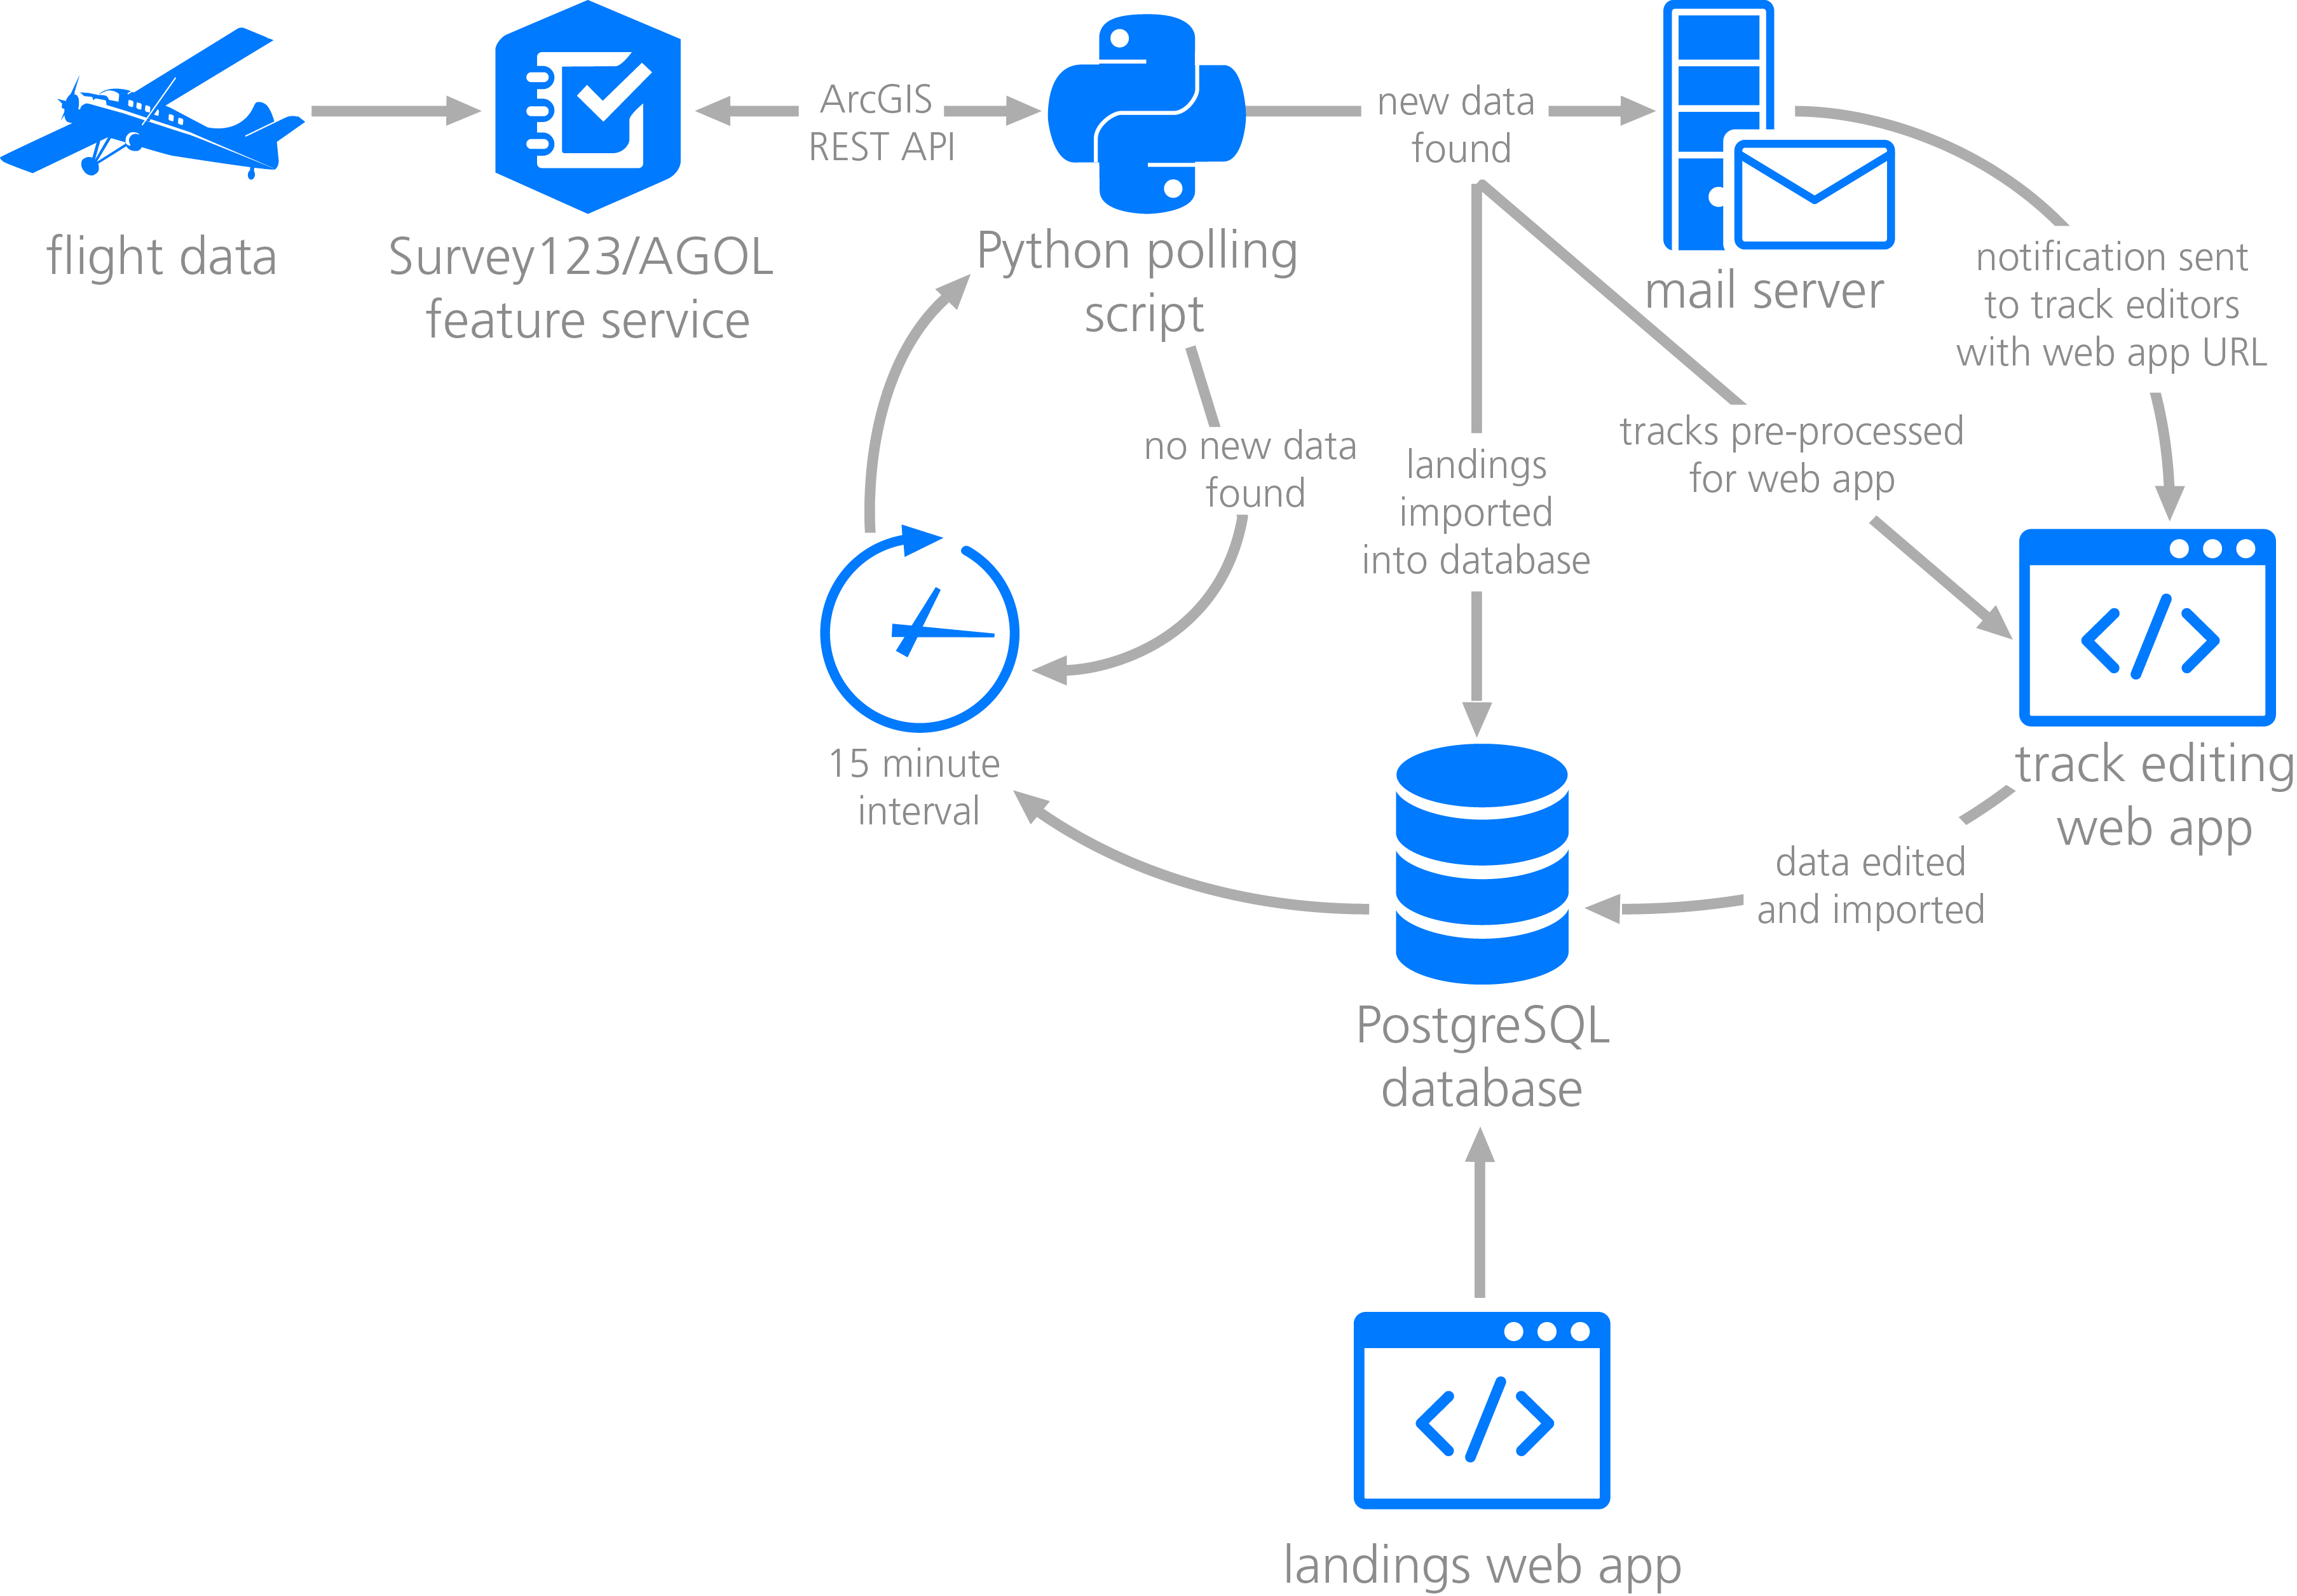 flight data
Survey123/AGOL
feature service
ArcGIS
REST API
Python polling
script
new data
found
mail server
notification sent
to track editors
with web app URL
no new data
found
landings
imported
into database
tracks pre-processed
for web app
15 minute
interval
track editing
web app
data edited
and imported
PostgreSQL
database
landings web app